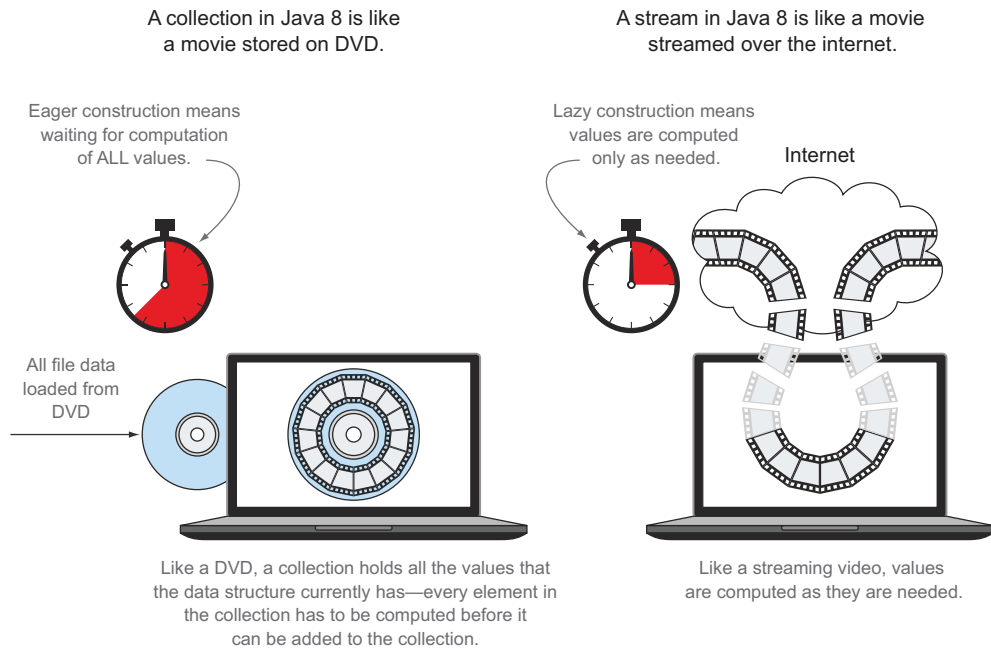 A collection in Java 8 is like
a movie stored on DVD.
Eager construction means
waiting for computation
of ALL values.
All file data
loaded from
DVD
Like a DVD, a collection holds all the values that
the data structure currently has—every element in
the collection has to be computed before it
can be added to the collection.
A stream in Java 8 is like a movie
streamed over the internet.
Lazy construction means
values are computed
only as needed.
Internet
Like a streaming video, values
are computed as they are needed.